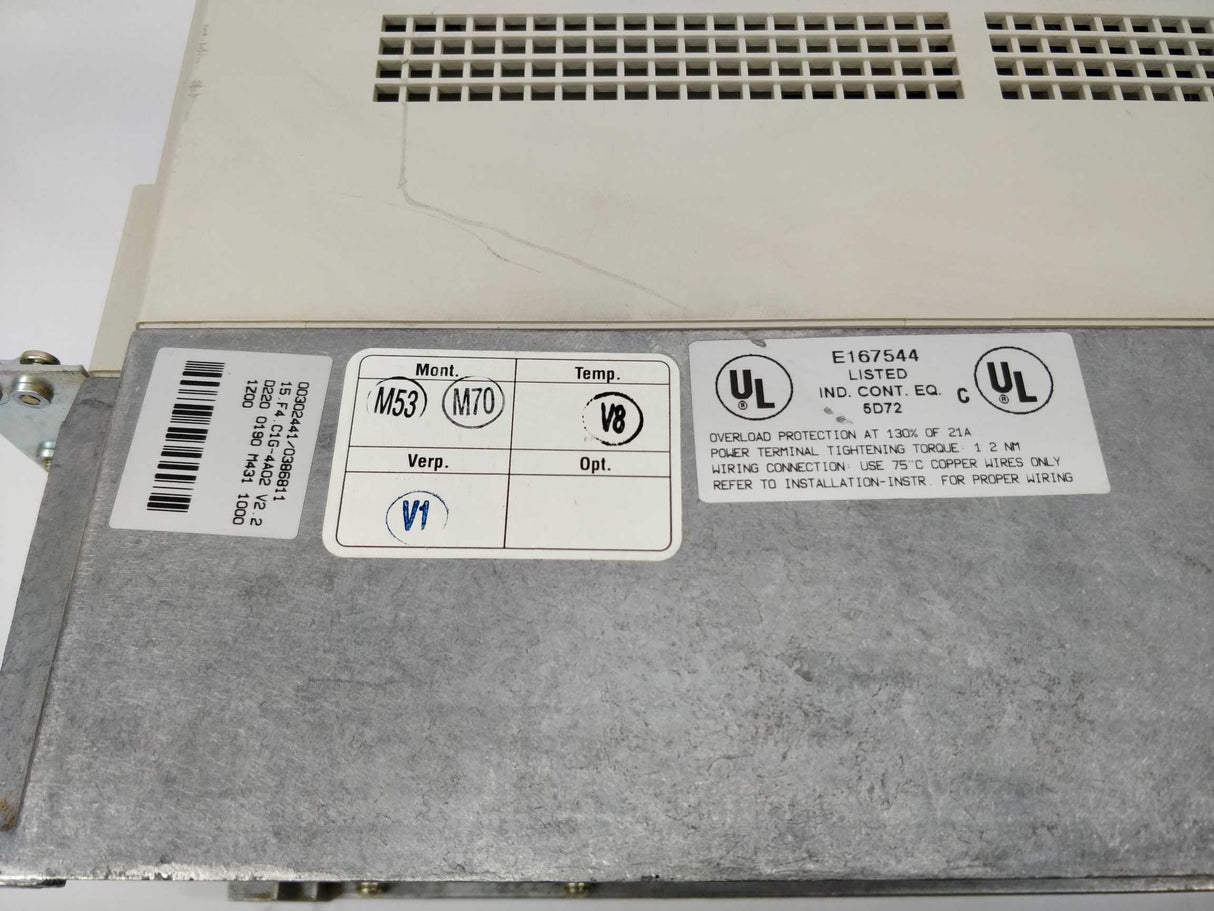 00302441/0386811
15.F4.C1G-4A02 V2.2
0220 0190 M431 1000
1200
Mont.
Temp.
M53
M70
V8
Verp.
Opt.
V1
UL
®
E167544
LISTED
IND. CONT. EQ.
5D72
C
UL
®
OVERLOAD PROTECTION AT 130% OF 21A
POWER TERMINAL TIGHTENING TORQUE: 1.2 NM
WIRING CONNECTION: USE 75°C COPPER WIRES ONLY
REFER TO INSTALLATION-INSTR. FOR PROPER WIRING